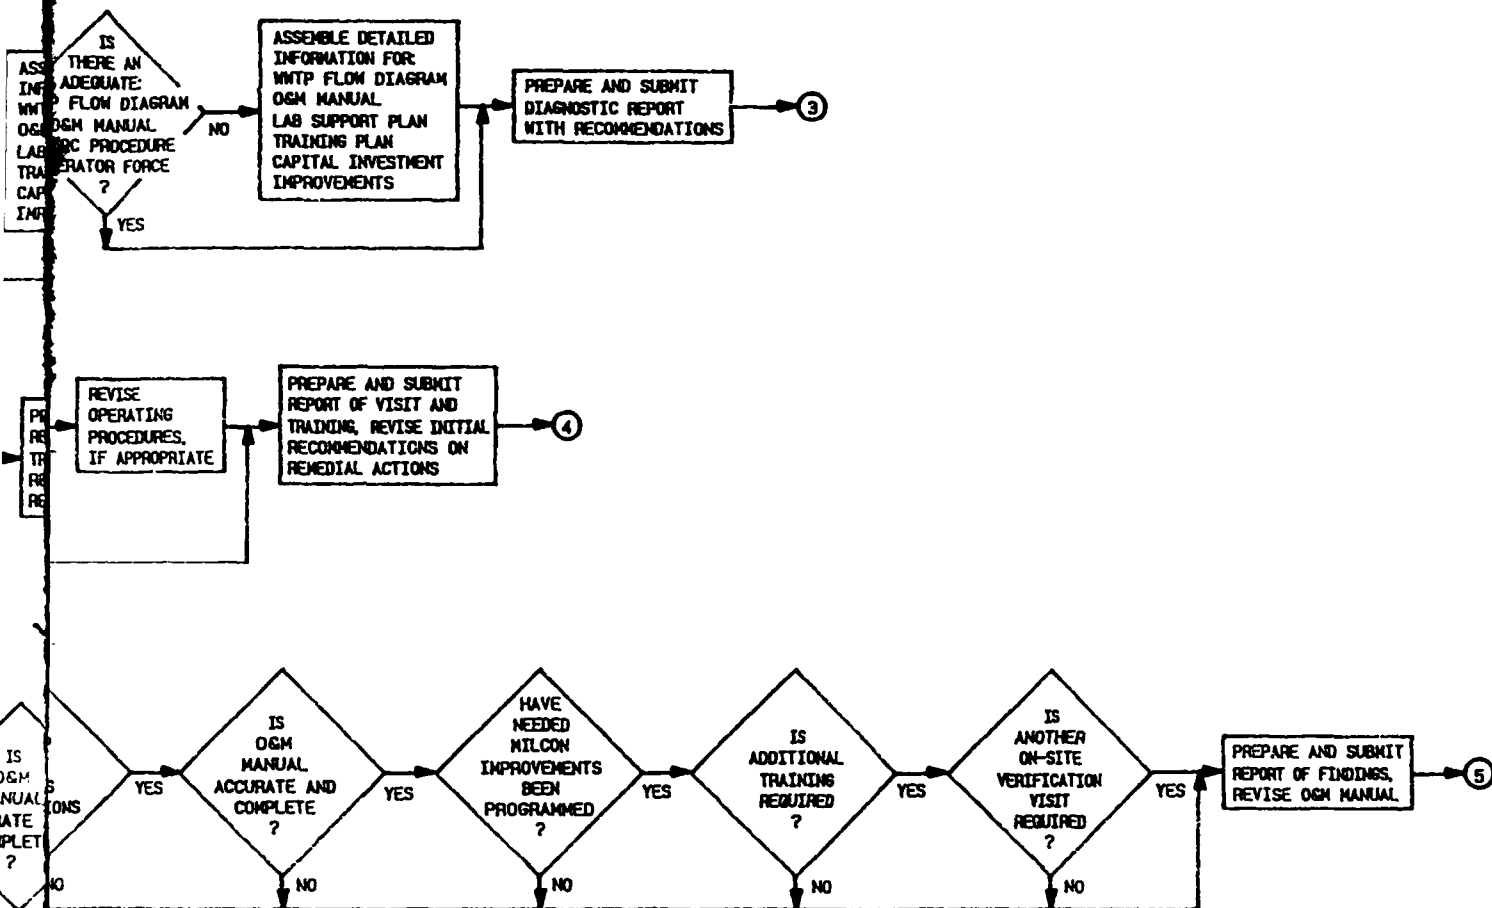 IS
THERE AN
ADEQUATE:
FLOW DIAGRAM
O&M MANUAL
PROCEDURE
FORCE
?
NO
YES
ASSEMBLE DETAILED
INFORMATION FOR:
WWTP FLOW DIAGRAM
O&M MANUAL
LAB SUPPORT PLAN
TRAINING PLAN
CAPITAL INVESTMENT
IMPROVEMENTS
PREPARE AND SUBMIT
DIAGNOSTIC REPORT
WITH RECOMMENDATIONS
3
REVISE
OPERATING
PROCEDURES,
IF APPROPRIATE
PREPARE AND SUBMIT
REPORT OF VISIT AND
TRAINING, REVISE INITIAL
RECOMMENDATIONS ON
REMEDIAL ACTIONS
4
IS
?
NO
YES
IS
O&M
MANUAL
ACCURATE AND
COMPLETE
?
YES
NO
HAVE
NEEDED
MILCON
IMPROVEMENTS
BEEN
PROGRAMMED
?
YES
NO
IS
ADDITIONAL
TRAINING
REQUIRED
?
YES
NO
IS
ANOTHER
ON-SITE
VERIFICATION
VISIT
REQUIRED
?
YES
NO
PREPARE AND SUBMIT
REPORT OF FINDINGS,
REVISE O&M MANUAL
5